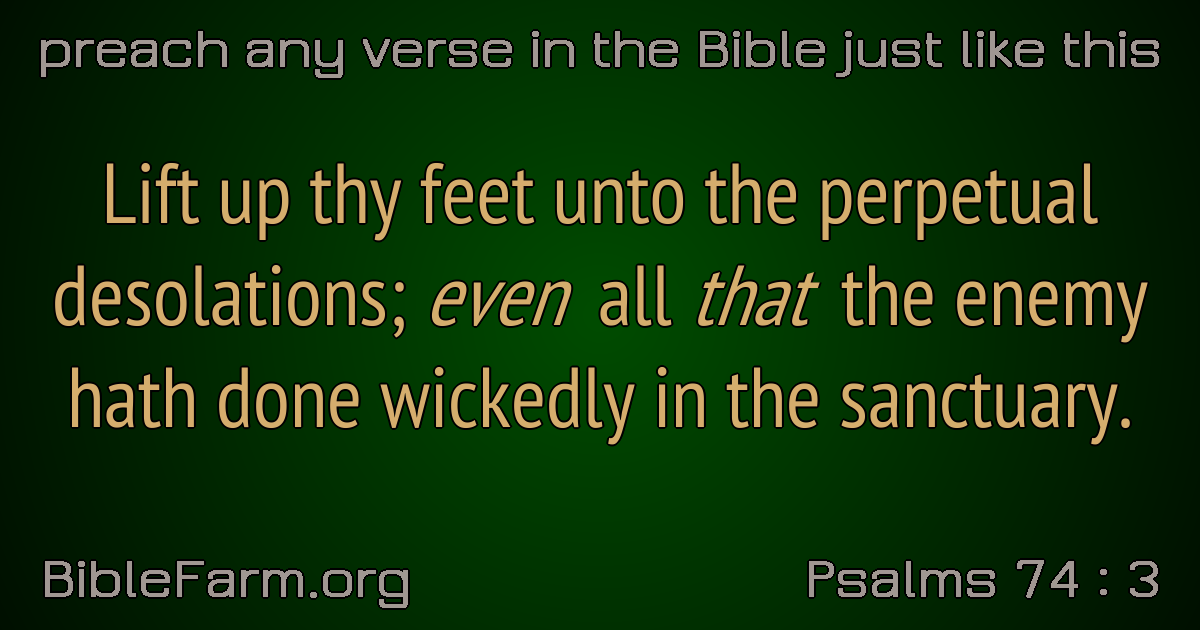 preach any verse in the Bible just like this
Lift up thy feet unto the perpetual
desolations; even all that the enemy
hath done wickedly in the sanctuary.
BibleFarm.org
Psalms 74 : 3